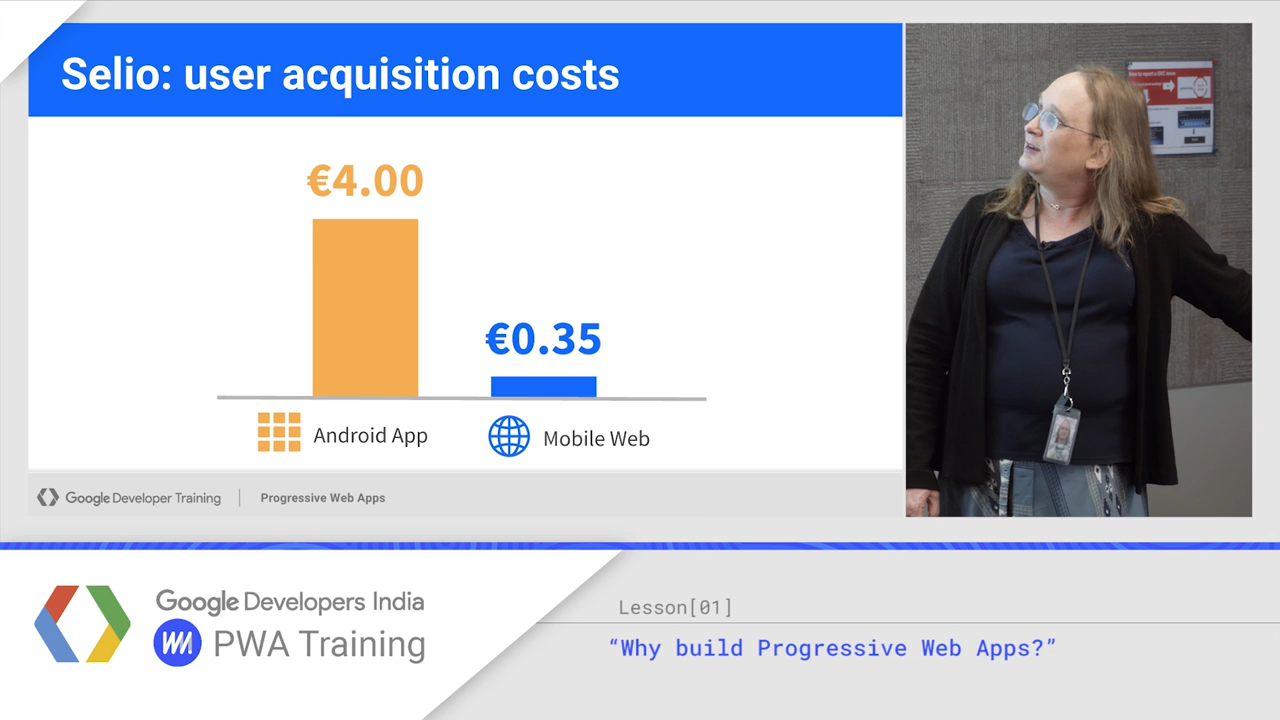 Selio: user acquisition costs
€4.00
€0.35
Android App
Mobile Web
Google Developer Training
Progressive Web Apps
Google Developers India
PWA Training
Lesson[01]
“Why build Progressive Web Apps?”